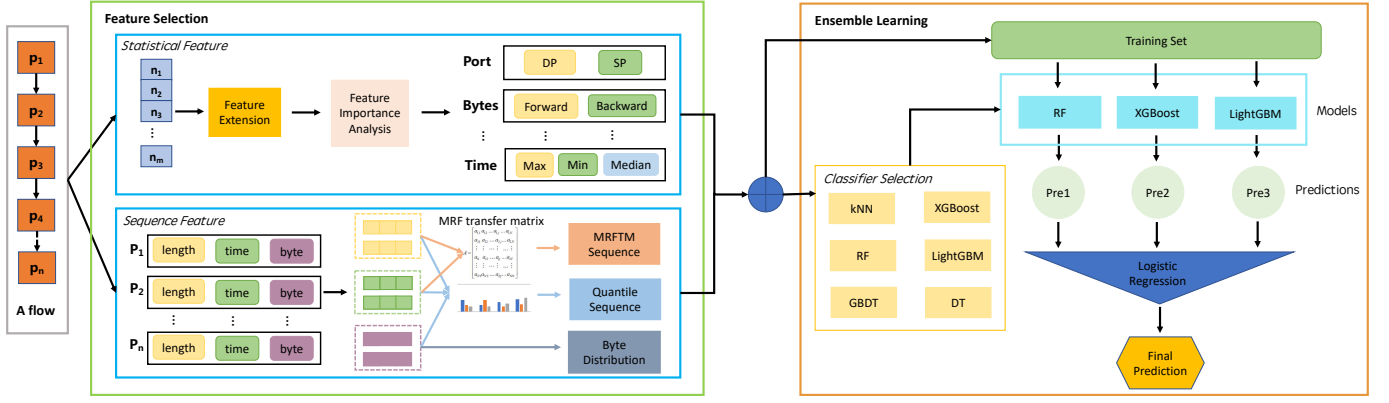 Feature Selection
Ensemble Learning
p1
p2
p3
p4
pn
A flow
Statistical Feature
n1
n2
n3
⋮
nm
Feature
Extension
Feature
Importance
Analysis
Port
DP
SP
Bytes
Forward
Backward
⋮
⋮
⋮
Time
Max
Min
Median
Sequence Feature
P1
length
time
byte
P2
length
time
byte
⋮
⋮
⋮
Pn
length
time
byte
MRF transfer matrix
MRFTM
Sequence
Quantile
Sequence
Byte
Distribution
Classifier Selection
kNN
XGBoost
RF
LightGBM
GBDT
DT
Training Set
RF
XGBoost
LightGBM
Models
Pre1
Pre2
Pre3
Predictions
Logistic
Regression
Final
Prediction